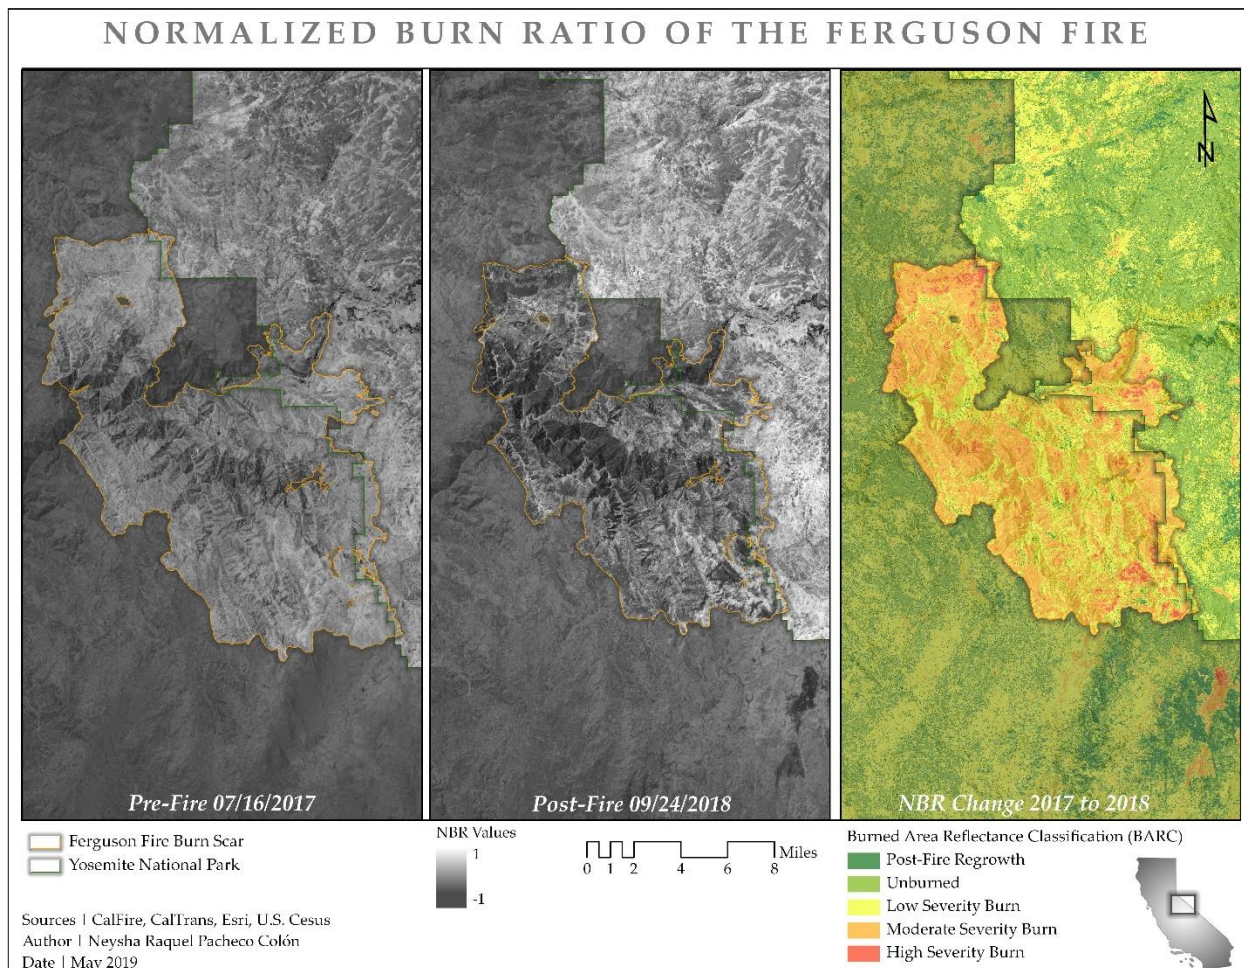 NORMALIZED BURN RATIO OF THE FERGUSON FIRE
N
Pre-Fire 07/16/2017
Post-Fire 09/24/2018
NBR Change 2017 to 2018
Ferguson Fire Burn Scar
Yosemite National Park
NBR Values
1
-1
Miles
0 1 2 4 6 8
Burned Area Reflectance Classification (BARC)
Post-Fire Regrowth
Unburned
Low Severity Burn
Moderate Severity Burn
High Severity Burn
Sources | CalFire, CalTrans, Esri, U.S. Cesus
Author | Neysha Raquel Pacheco Colón
Date | May 2019